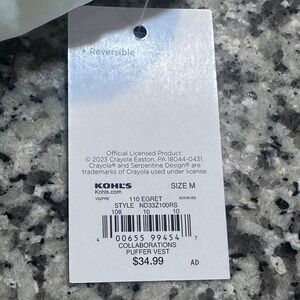 • Reversible
Official Licensed Product.
© 2023 Crayola Easton, PA 18044-0431.
Crayola® and Serpentine Design® are
trademarks of Crayola used under license.
KOHL'S
Kohls.com
SIZE M
110 EGRET
STYLE ND33Z100RS
108 10 10
4 00655 99454 7
COLLABORATIONS
PUFFER VEST
$34.99 AD